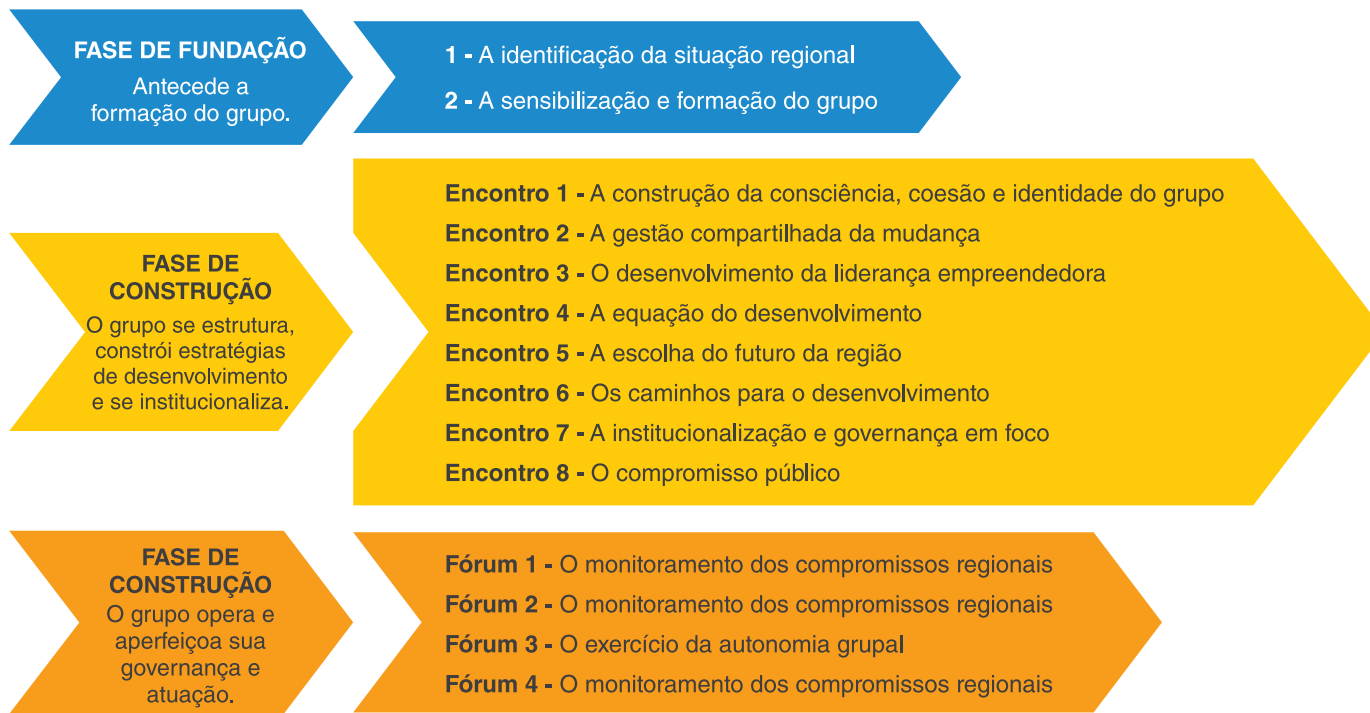 FASE DE FUNDAÇÃO
Antecede a
formação do grupo.
1 - A identificação da situação regional
2 - A sensibilização e formação do grupo
FASE DE
CONSTRUÇÃO
O grupo se estrutura,
constrói estratégias
de desenvolvimento
e se institucionaliza.
Encontro 1 - A construção da consciência, coesão e identidade do grupo
Encontro 2 - A gestão compartilhada da mudança
Encontro 3 - O desenvolvimento da liderança empreendedora
Encontro 4 - A equação do desenvolvimento
Encontro 5 - A escolha do futuro da região
Encontro 6 - Os caminhos para o desenvolvimento
Encontro 7 - A institucionalização e governança em foco
Encontro 8 - O compromisso público
FASE DE
CONSTRUÇÃO
O grupo opera e
aperfeiçoa sua
governança e
atuação.
Fórum 1 - O monitoramento dos compromissos regionais
Fórum 2 - O monitoramento dos compromissos regionais
Fórum 3 - O exercício da autonomia grupal
Fórum 4 - O monitoramento dos compromissos regionais